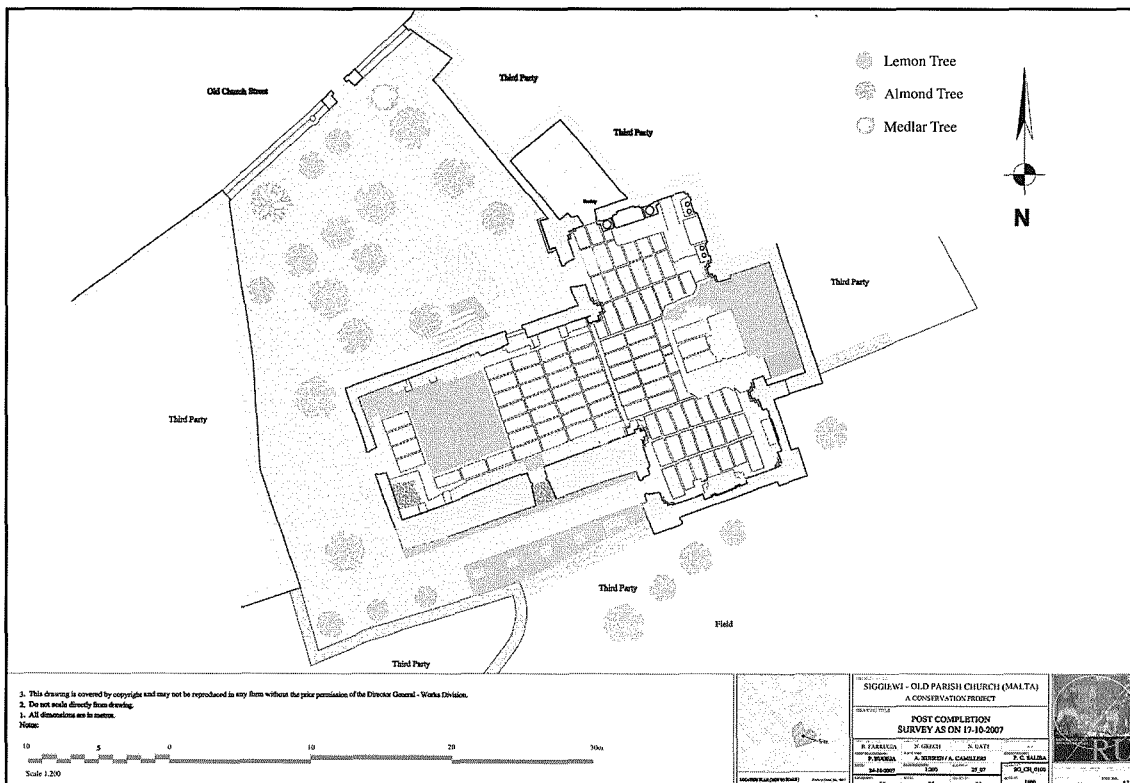 Old Church Street
Third Party
Third Party
Lemon Tree
Almond Tree
Medlar Tree
N
Third Party
Third Party
Third Party
Field
Third Party
3. This drawing is covered by copyright and may not be reproduced in any form without the prior permission of the Director General - Works Division.
2. Do not scale directly from drawing.
1. All dimensions are in metres.
Notes:
10 5 0 10 20 30m
Scale 1.200
SIGGIEWI - OLD PARISH CHURCH (MALTA)
A CONSERVATION PROJECT
POST COMPLETION
SURVEY AS ON 17-10-2007
24-10-2007